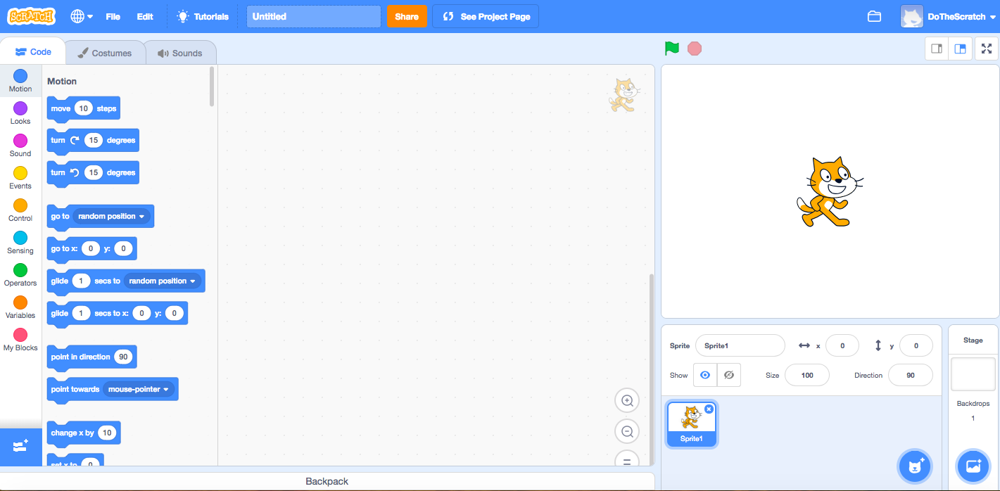 SCRATCH
File
Edit
Tutorials
Untitled
Share
See Project Page
DoTheScratch
Code
Costumes
Sounds
Motion
Looks
Sound
Events
Control
Sensing
Operators
Variables
My Blocks
Motion
move 10 steps
turn 15 degrees
turn 15 degrees
go to random position
go to x: 0 y: 0
glide 1 secs to random position
glide 1 secs to x: 0 y: 0
point in direction 90
point towards mouse-pointer
change x by 10
set x to 0
Backpack
Sprite Sprite1 x 0 y 0
Show Size 100 Direction 90
Sprite1
Stage
Backdrops
1